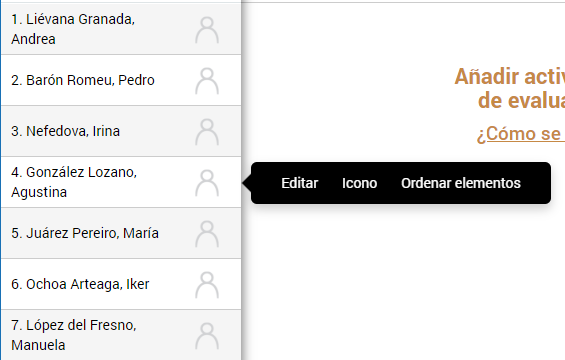 1. Liévana Granada,
Andrea
2. Barón Romeu, Pedro
3. Nefedova, Irina
4. González Lozano,
Agustina
5. Juárez Pereiro, María
6. Ochoa Arteaga, Iker
7. López del Fresno,
Manuela
Añadir activ
de evalua
¿Cómo se
Editar Icono Ordenar elementos